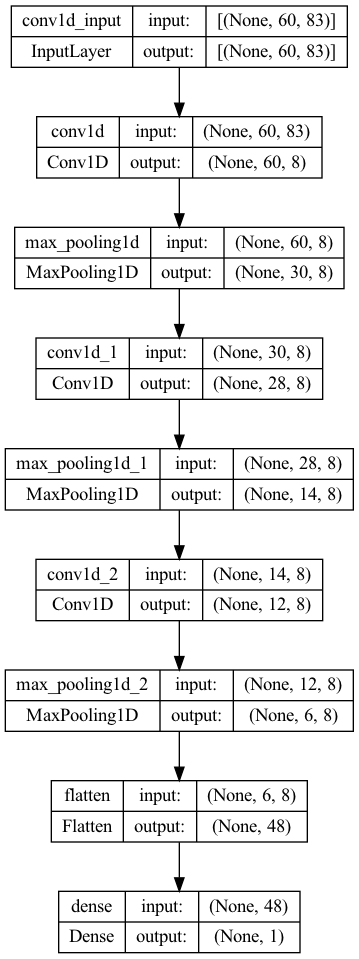 conv1d_input input: [(None, 60, 83)]
InputLayer output: [(None, 60, 83)]
conv1d input: (None, 60, 83)
Conv1D output: (None, 60, 8)
max_pooling1d input: (None, 60, 8)
MaxPooling1D output: (None, 30, 8)
conv1d_1 input: (None, 30, 8)
Conv1D output: (None, 28, 8)
max_pooling1d_1 input: (None, 28, 8)
MaxPooling1D output: (None, 14, 8)
conv1d_2 input: (None, 14, 8)
Conv1D output: (None, 12, 8)
max_pooling1d_2 input: (None, 12, 8)
MaxPooling1D output: (None, 6, 8)
flatten input: (None, 6, 8)
Flatten output: (None, 48)
dense input: (None, 48)
Dense output: (None, 1)